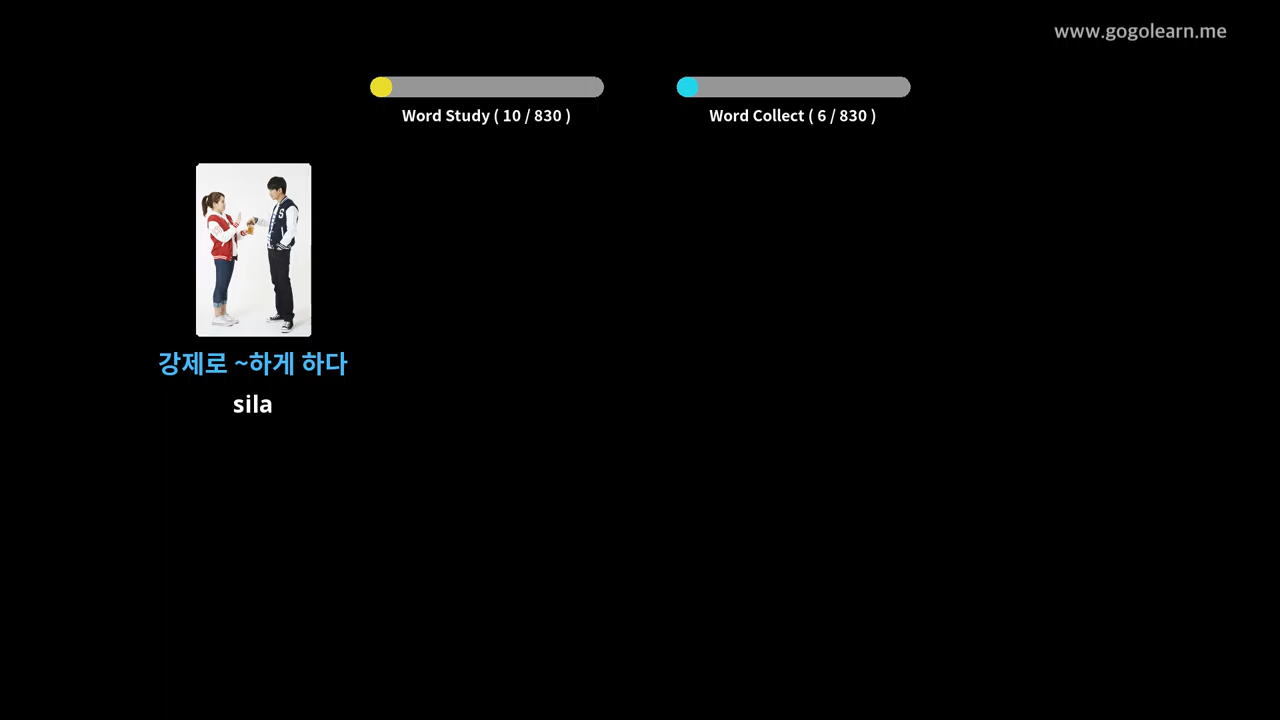 www.gogolearn.me
Word Study ( 10 / 830 )
Word Collect ( 6 / 830 )
강제로 ~하게 하다
sila